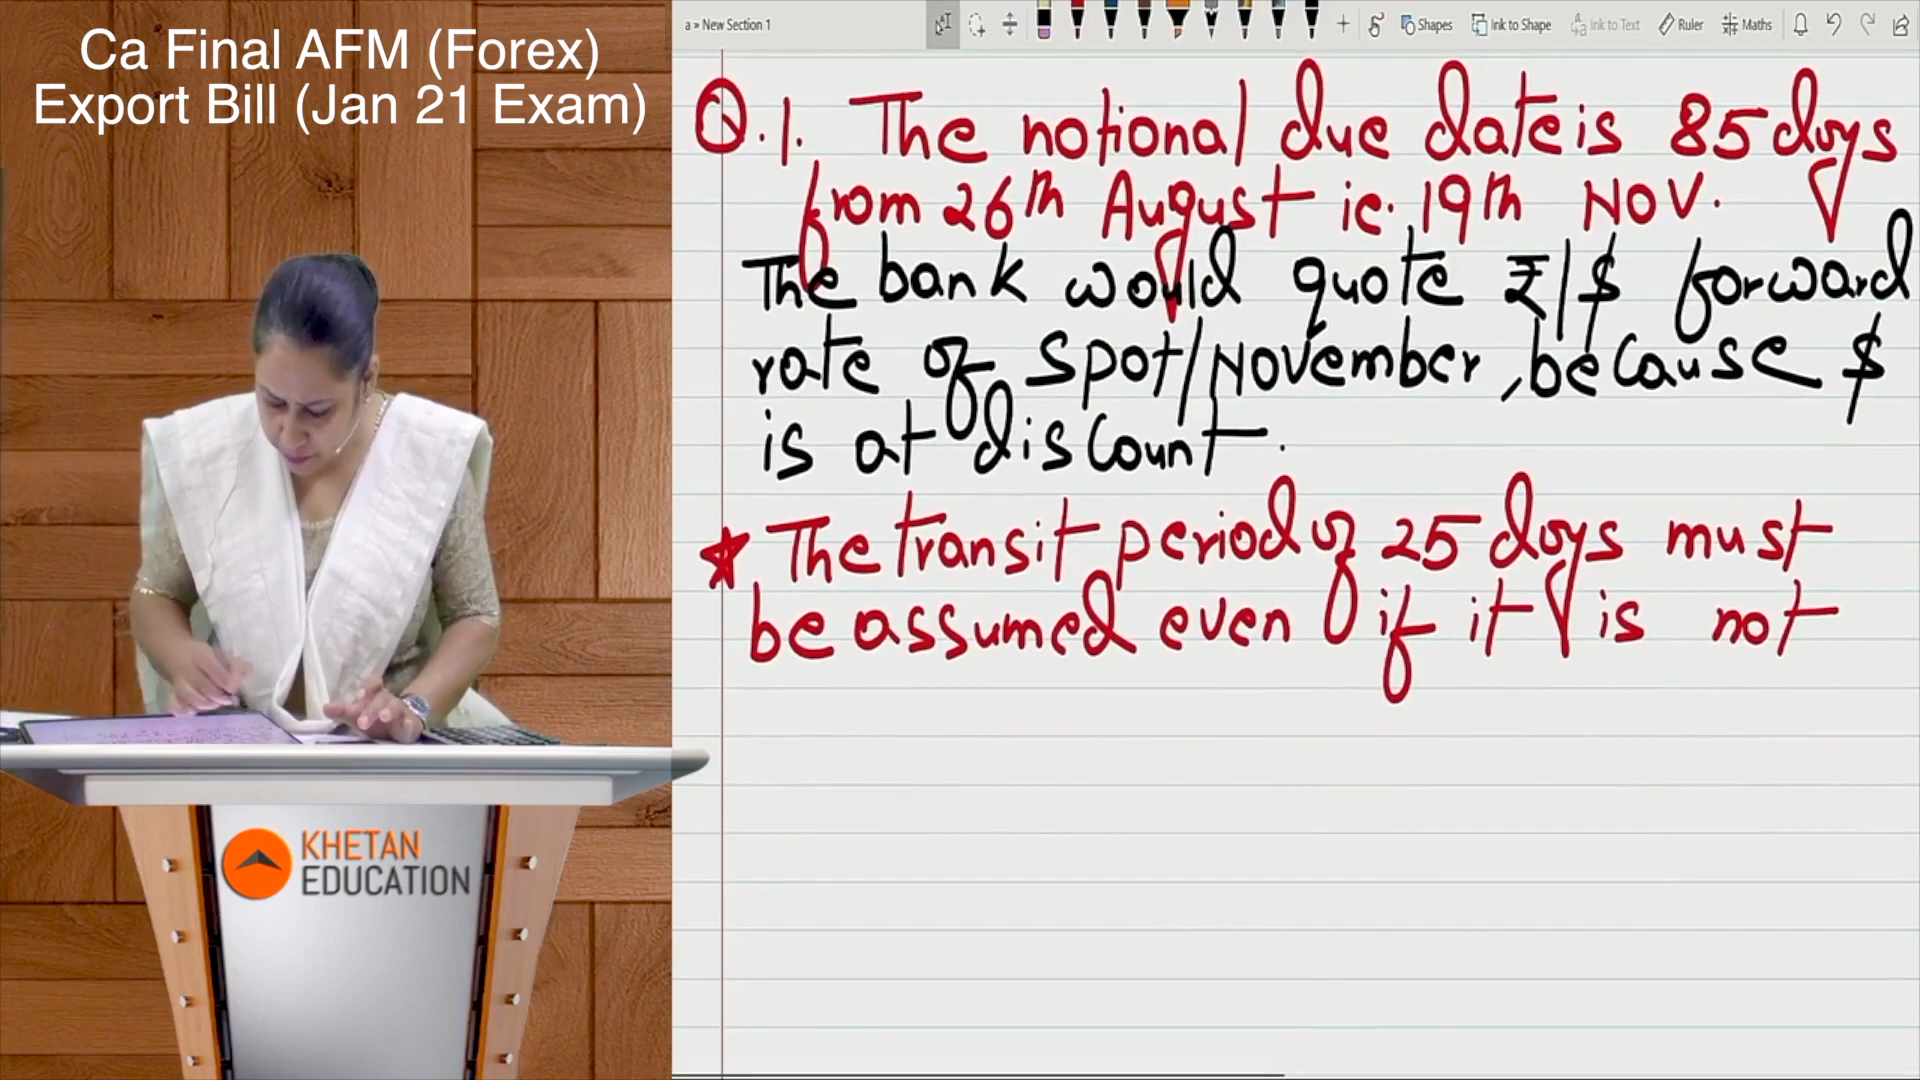 Ca Final AFM (Forex)
Export Bill (Jan 21 Exam)
a » New Section 1
Shapes
Ink to Shape
Ink to Text
Ruler
Maths
Q.1. The notional due date is 85 days
from 26th August ie. 19th NOV.
The bank would quote ₹/$ forward
rate of Spot/November, because $
is at discount.
* The transit period of 25 days must
be assumed even if it is not
KHETAN
EDUCATION